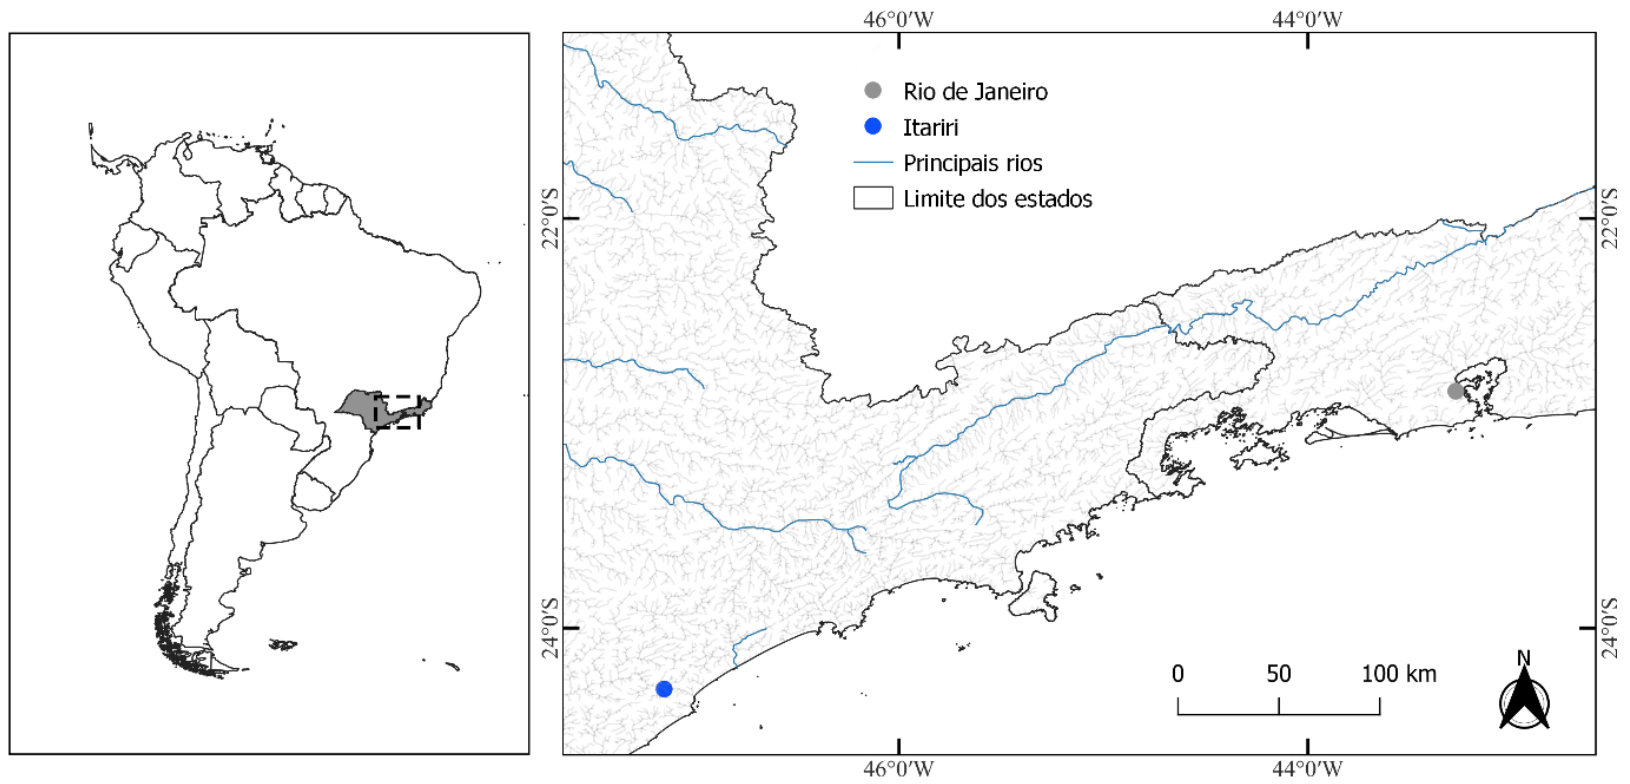 46°0′W 44°0′W
Rio de Janeiro
Itariri
Principais rios
Limite dos estados
22°0′S 22°0′S
24°0′S 24°0′S
0 50 100 km
N
46°0′W 44°0′W